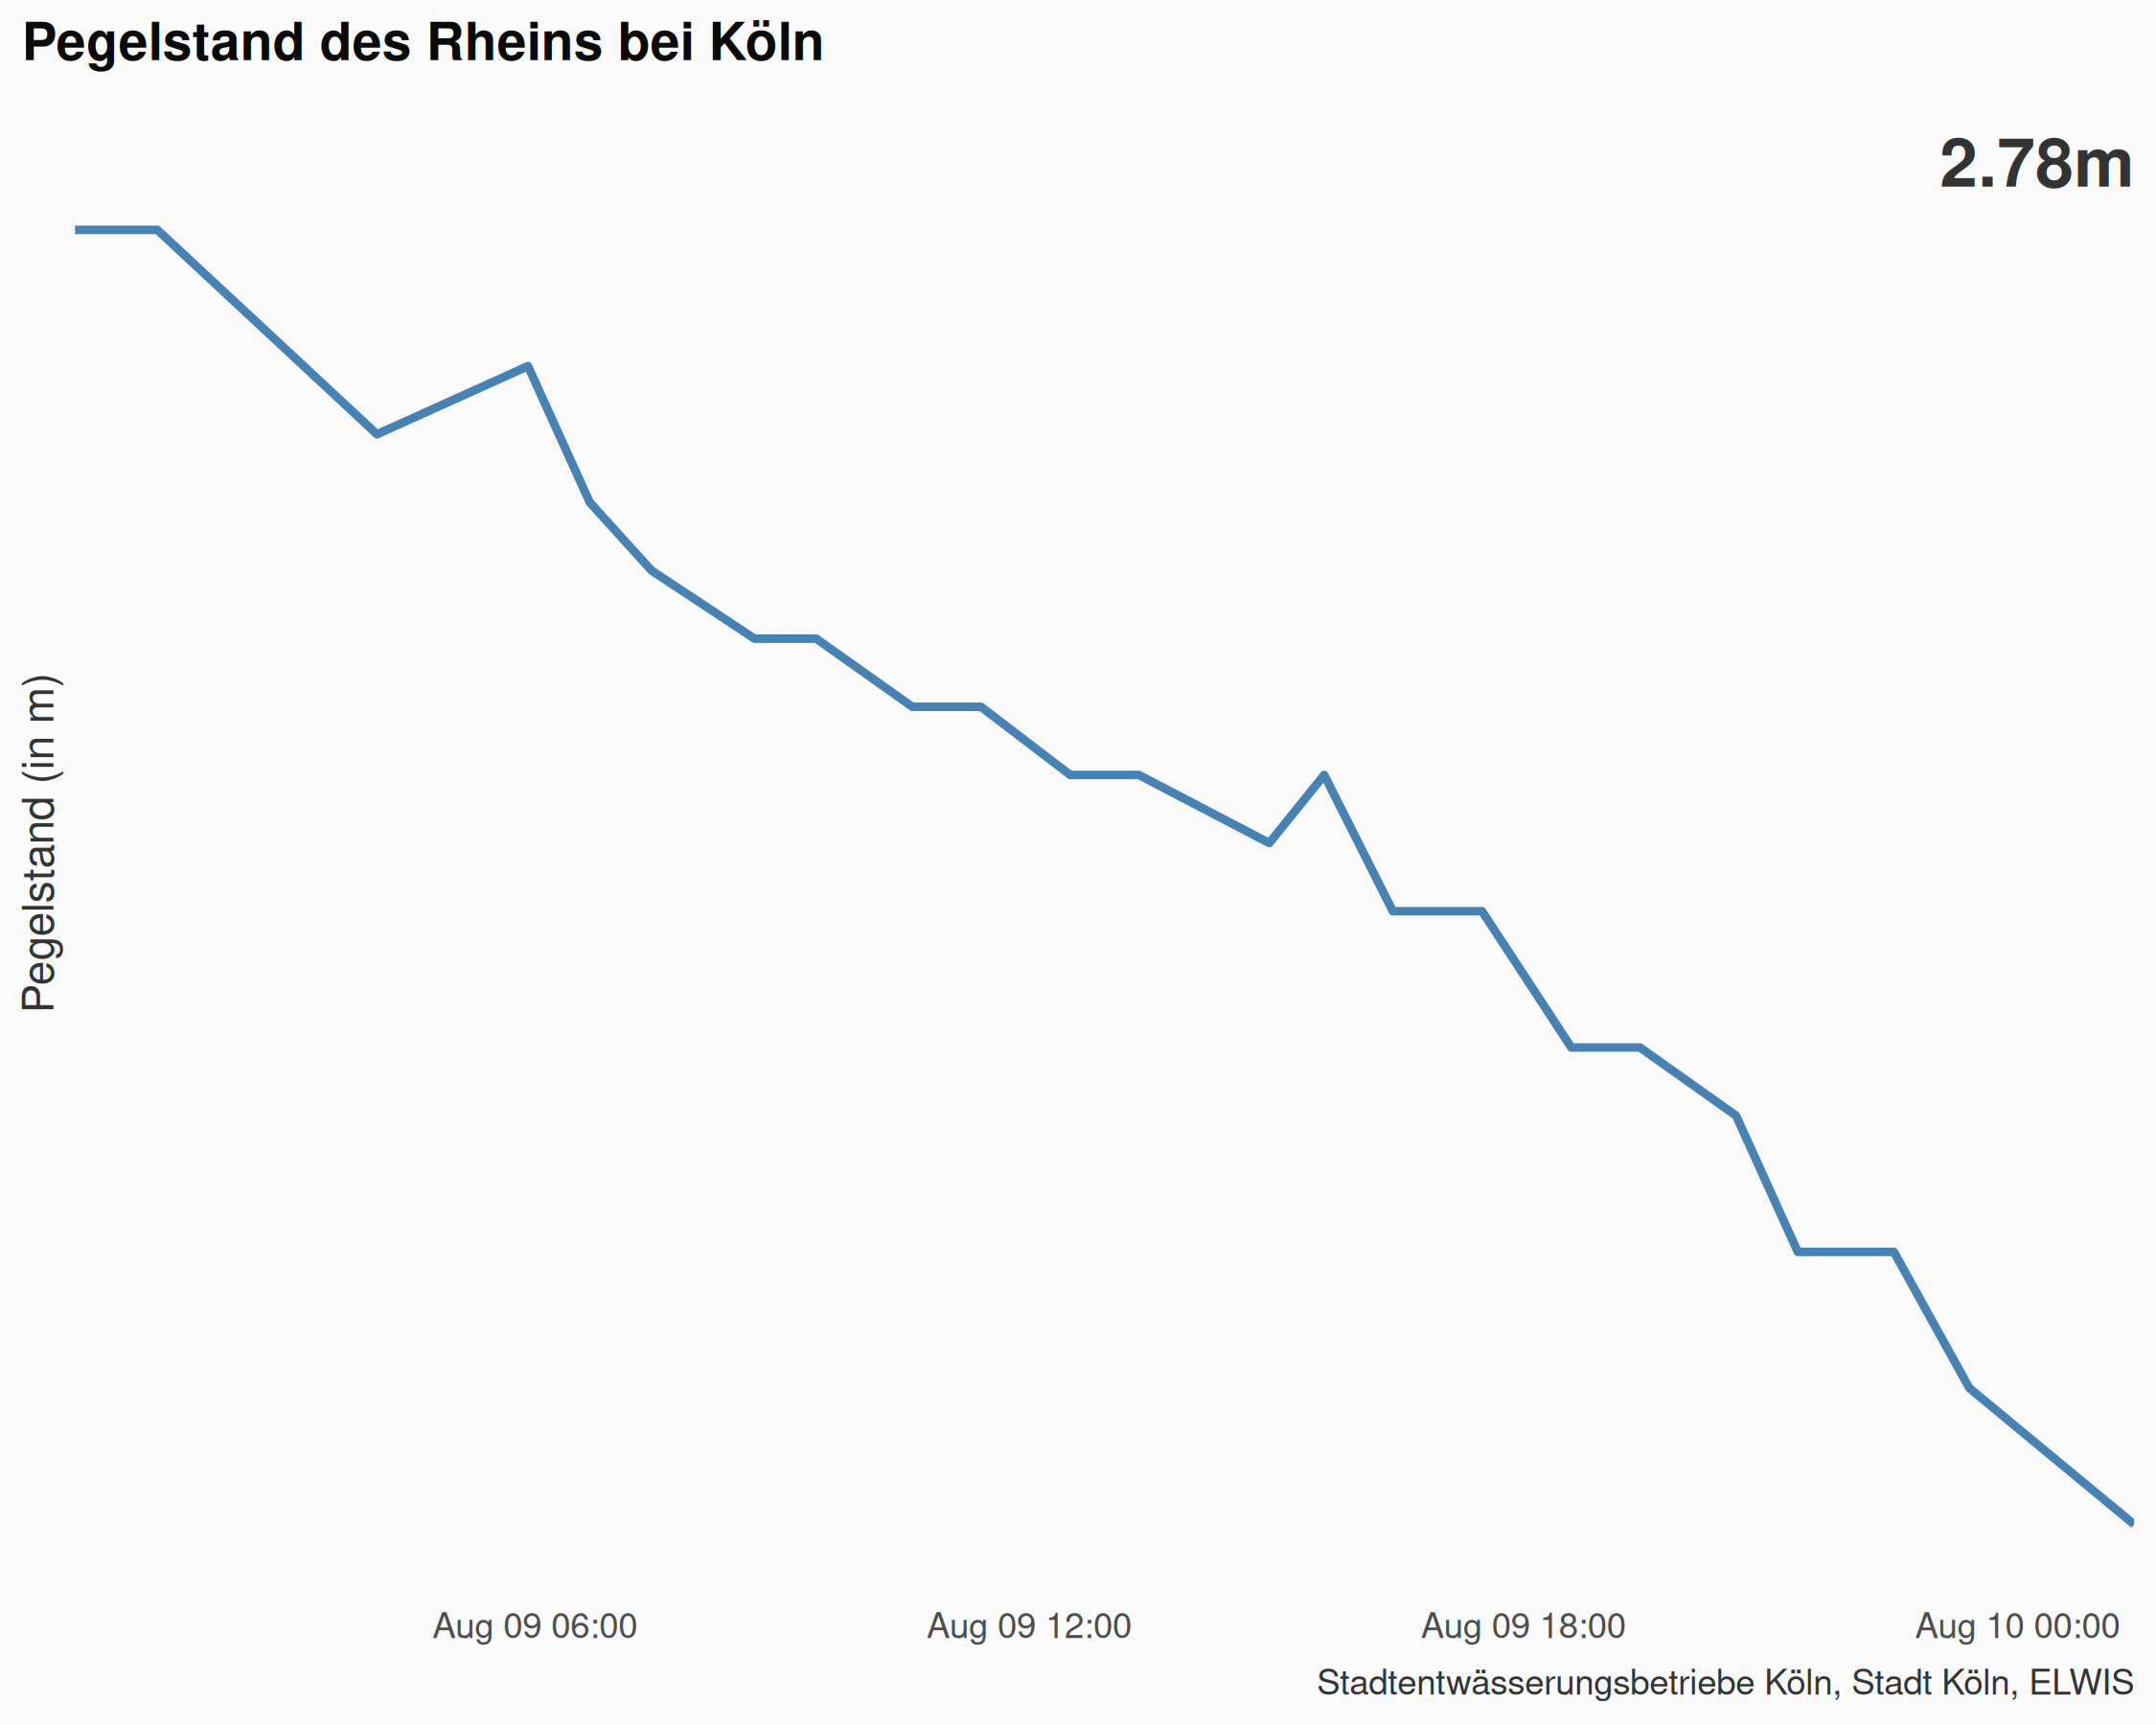 Pegelstand des Rheins bei Köln
2.78m
Pegelstand (in m)
Aug 09 06:00
Aug 09 12:00
Aug 09 18:00
Aug 10 00:00
Stadtentwässerungsbetriebe Köln, Stadt Köln, ELWIS